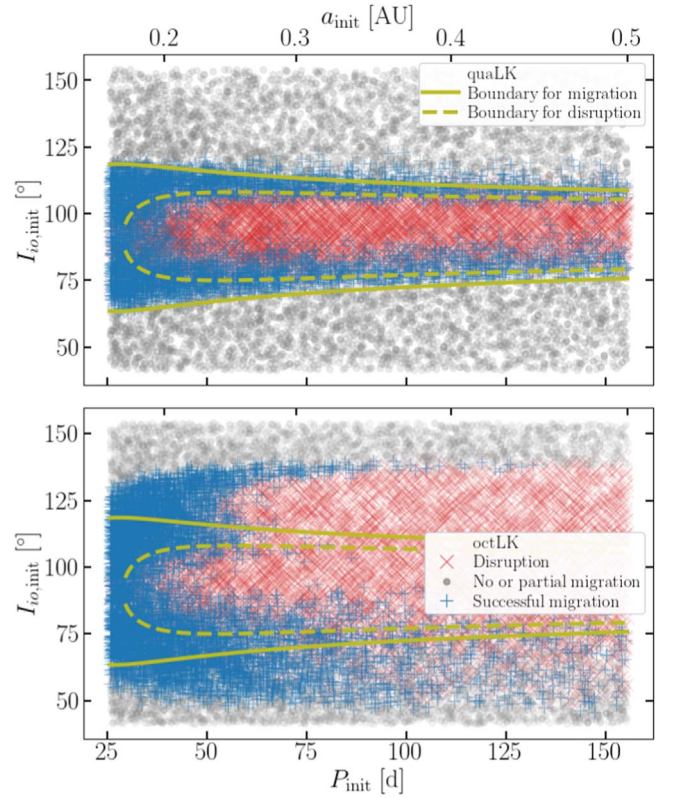 a_init [AU]
0.2 0.3 0.4 0.5
150
125
100
75
50
I_io,init [°]
quaLK
Boundary for migration
Boundary for disruption
150
125
100
75
50
I_io,init [°]
octLK
Disruption
No or partial migration
Successful migration
25 50 75 100 125 150
P_init [d]